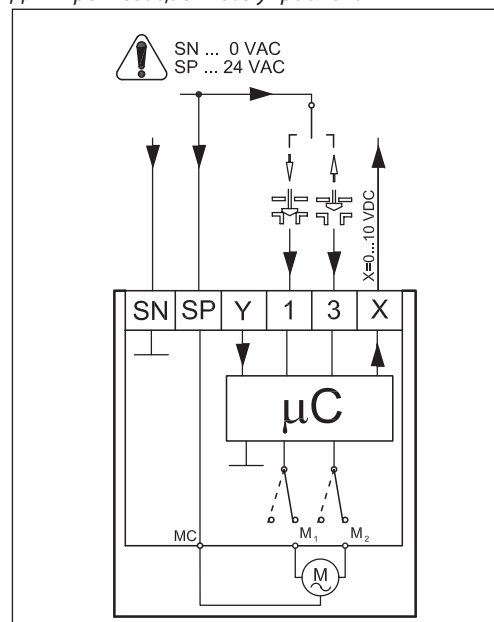 SN ... 0 VAC
SP ... 24 VAC
X=0...10 VDC
SN SP Y 1 3 X
µC
MC M1 M2
M